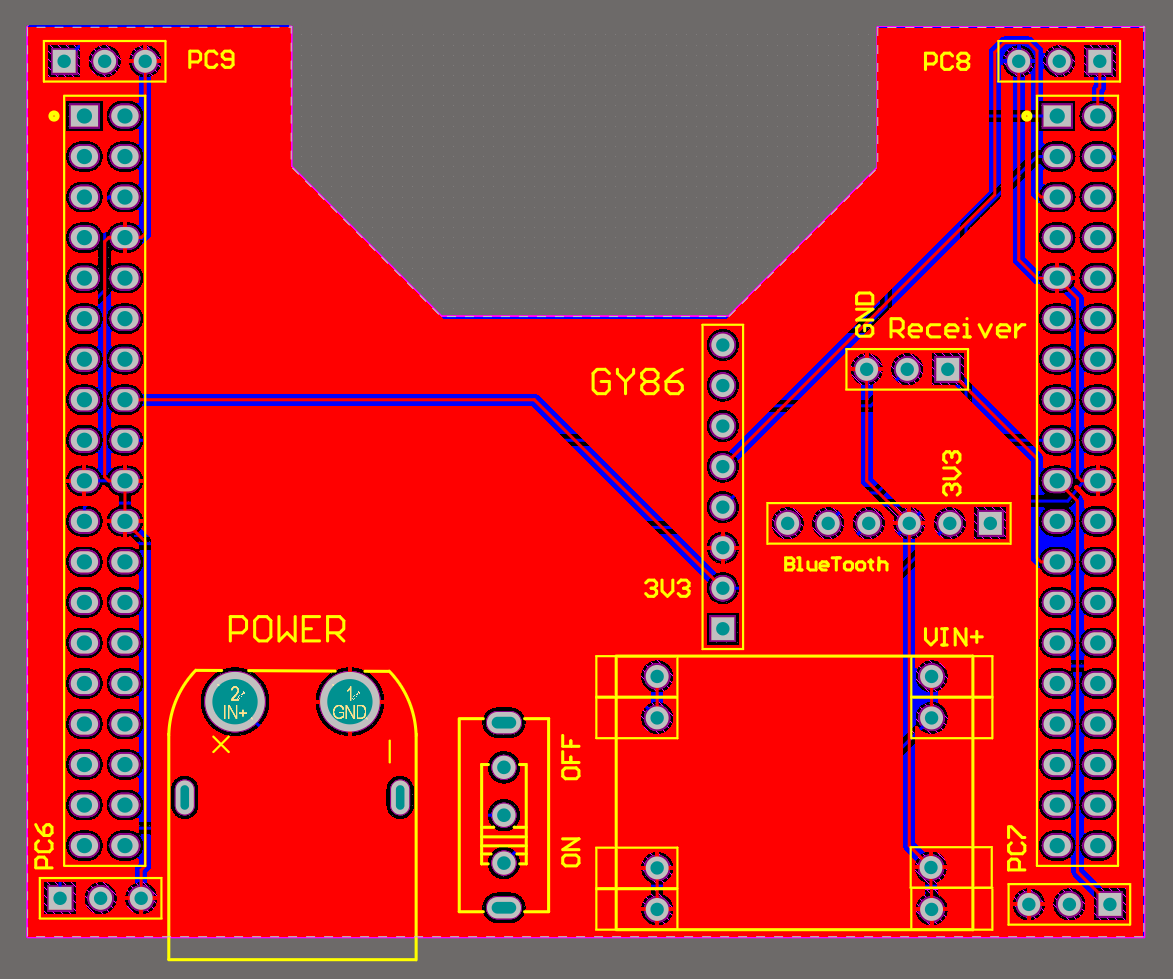 PC9
PC8
GND
Receiver
GY86
3V3
BlueTooth
3V3
POWER
VIN+
2
IN+
1
GND
OFF
ON
PC6
PC7